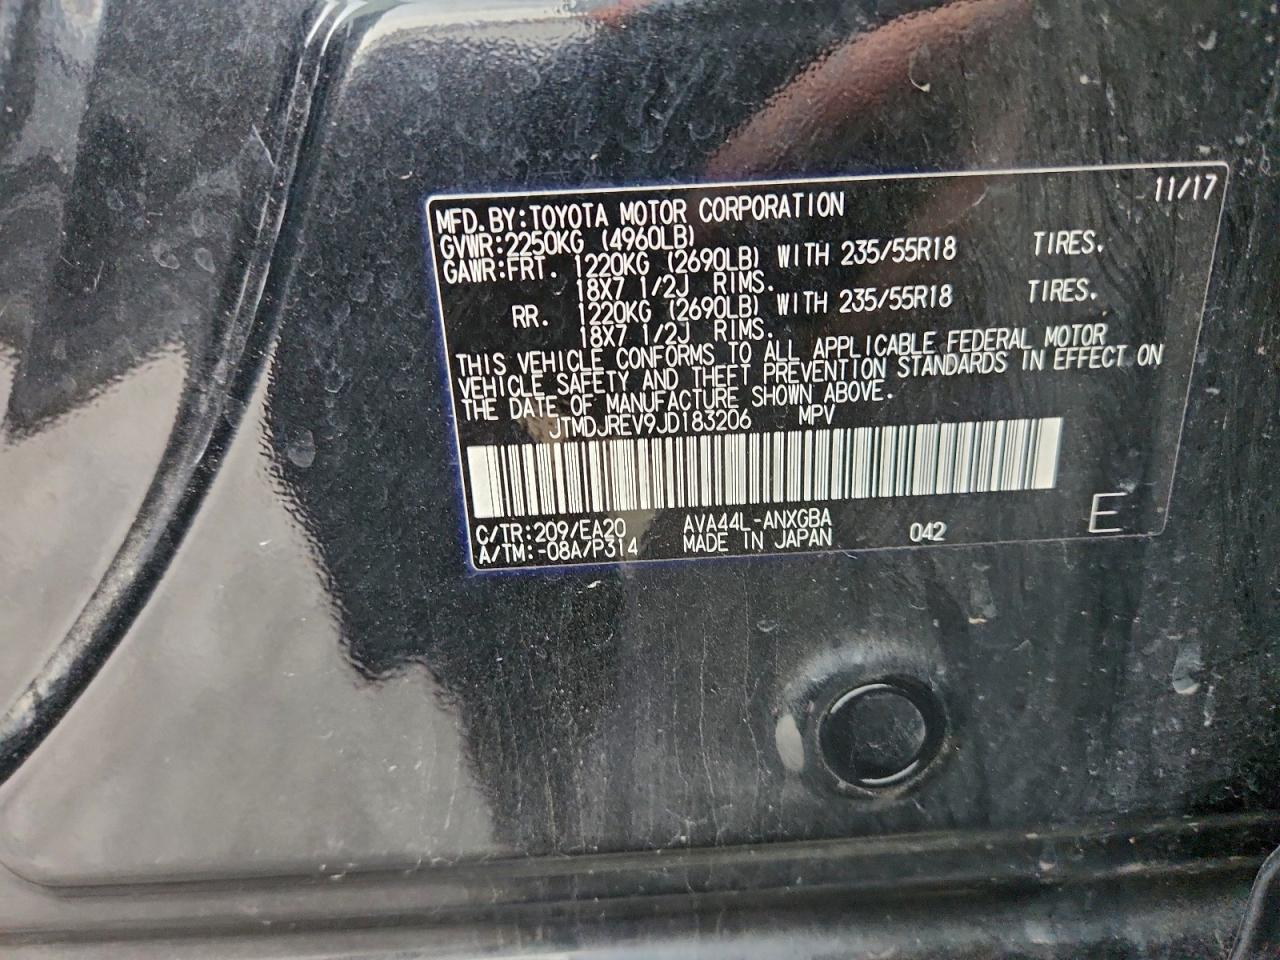 11/17
MFD.BY:TOYOTA MOTOR CORPORATION
GVWR:2250KG (4960LB)
GAWR:FRT. 1220KG (2690LB) WITH 235/55R18 TIRES.
18X7 1/2J RIMS.
RR. 1220KG (2690LB) WITH 235/55R18 TIRES.
18X7 1/2J RIMS.
THIS VEHICLE CONFORMS TO ALL APPLICABLE FEDERAL MOTOR
VEHICLE SAFETY AND THEFT PREVENTION STANDARDS IN EFFECT ON
THE DATE OF MANUFACTURE SHOWN ABOVE.
JTMDJREV9JD183206 MPV
C/TR:209/EA20 AVA44L-ANXGBA 042 E
A/TM:-08A/P314 MADE IN JAPAN